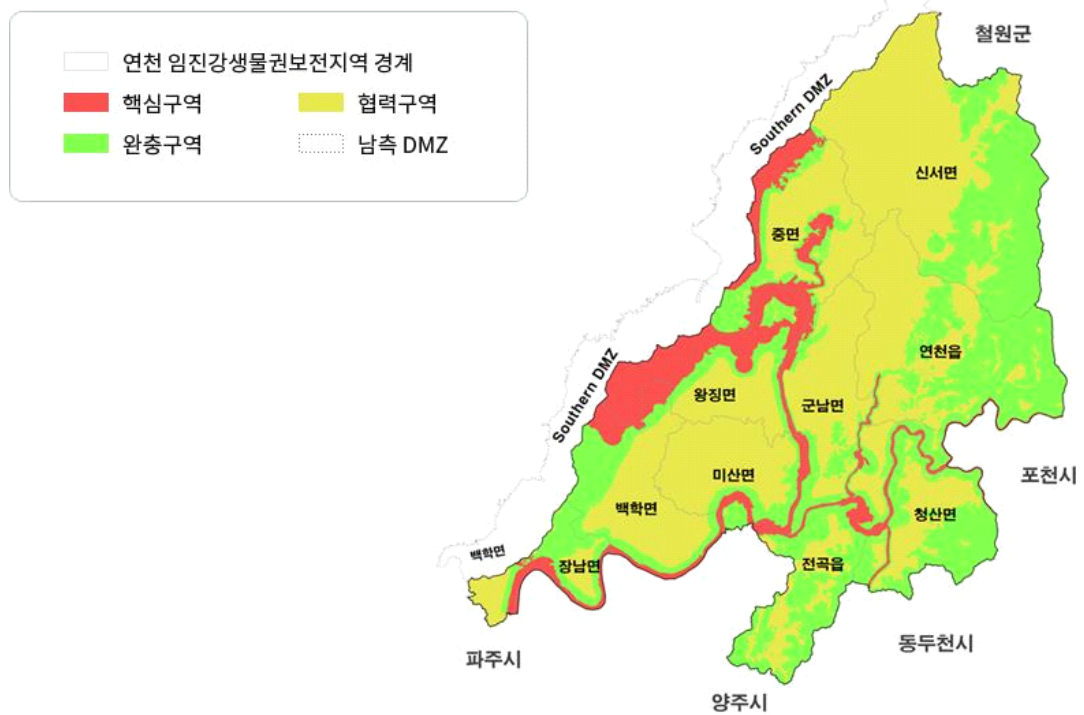 연천 임진강생물권보전지역 경계
핵심구역
협력구역
완충구역
남측 DMZ
철원군
Southern DMZ
신서면
중면
연천읍
Southern DMZ
왕징면
군남면
미산면
포천시
백학면
청산면
백학면
장남면
전곡읍
동두천시
파주시
양주시